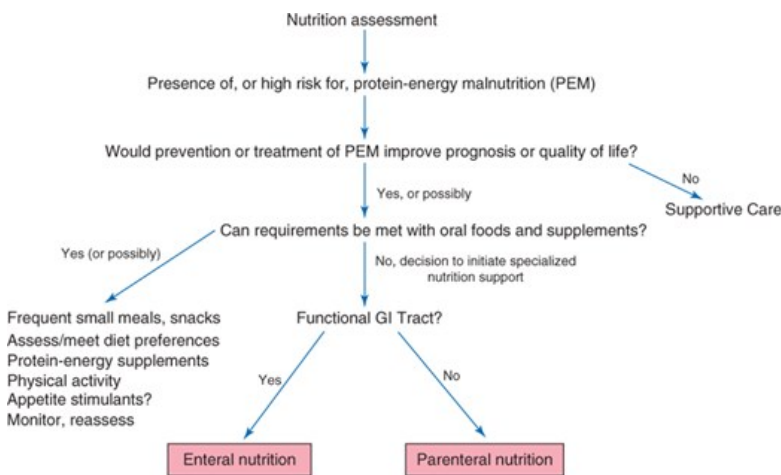 Nutrition assessment
Presence of, or high risk for, protein-energy malnutrition (PEM)
Would prevention or treatment of PEM improve prognosis or quality of life?
No
Yes, or possibly
Supportive Care
Can requirements be met with oral foods and supplements?
Yes (or possibly)
No, decision to initiate specialized
nutrition support
Frequent small meals, snacks
Assess/meet diet preferences
Protein-energy supplements
Physical activity
Appetite stimulants?
Monitor, reassess
Functional GI Tract?
Yes
No
Enteral nutrition
Parenteral nutrition